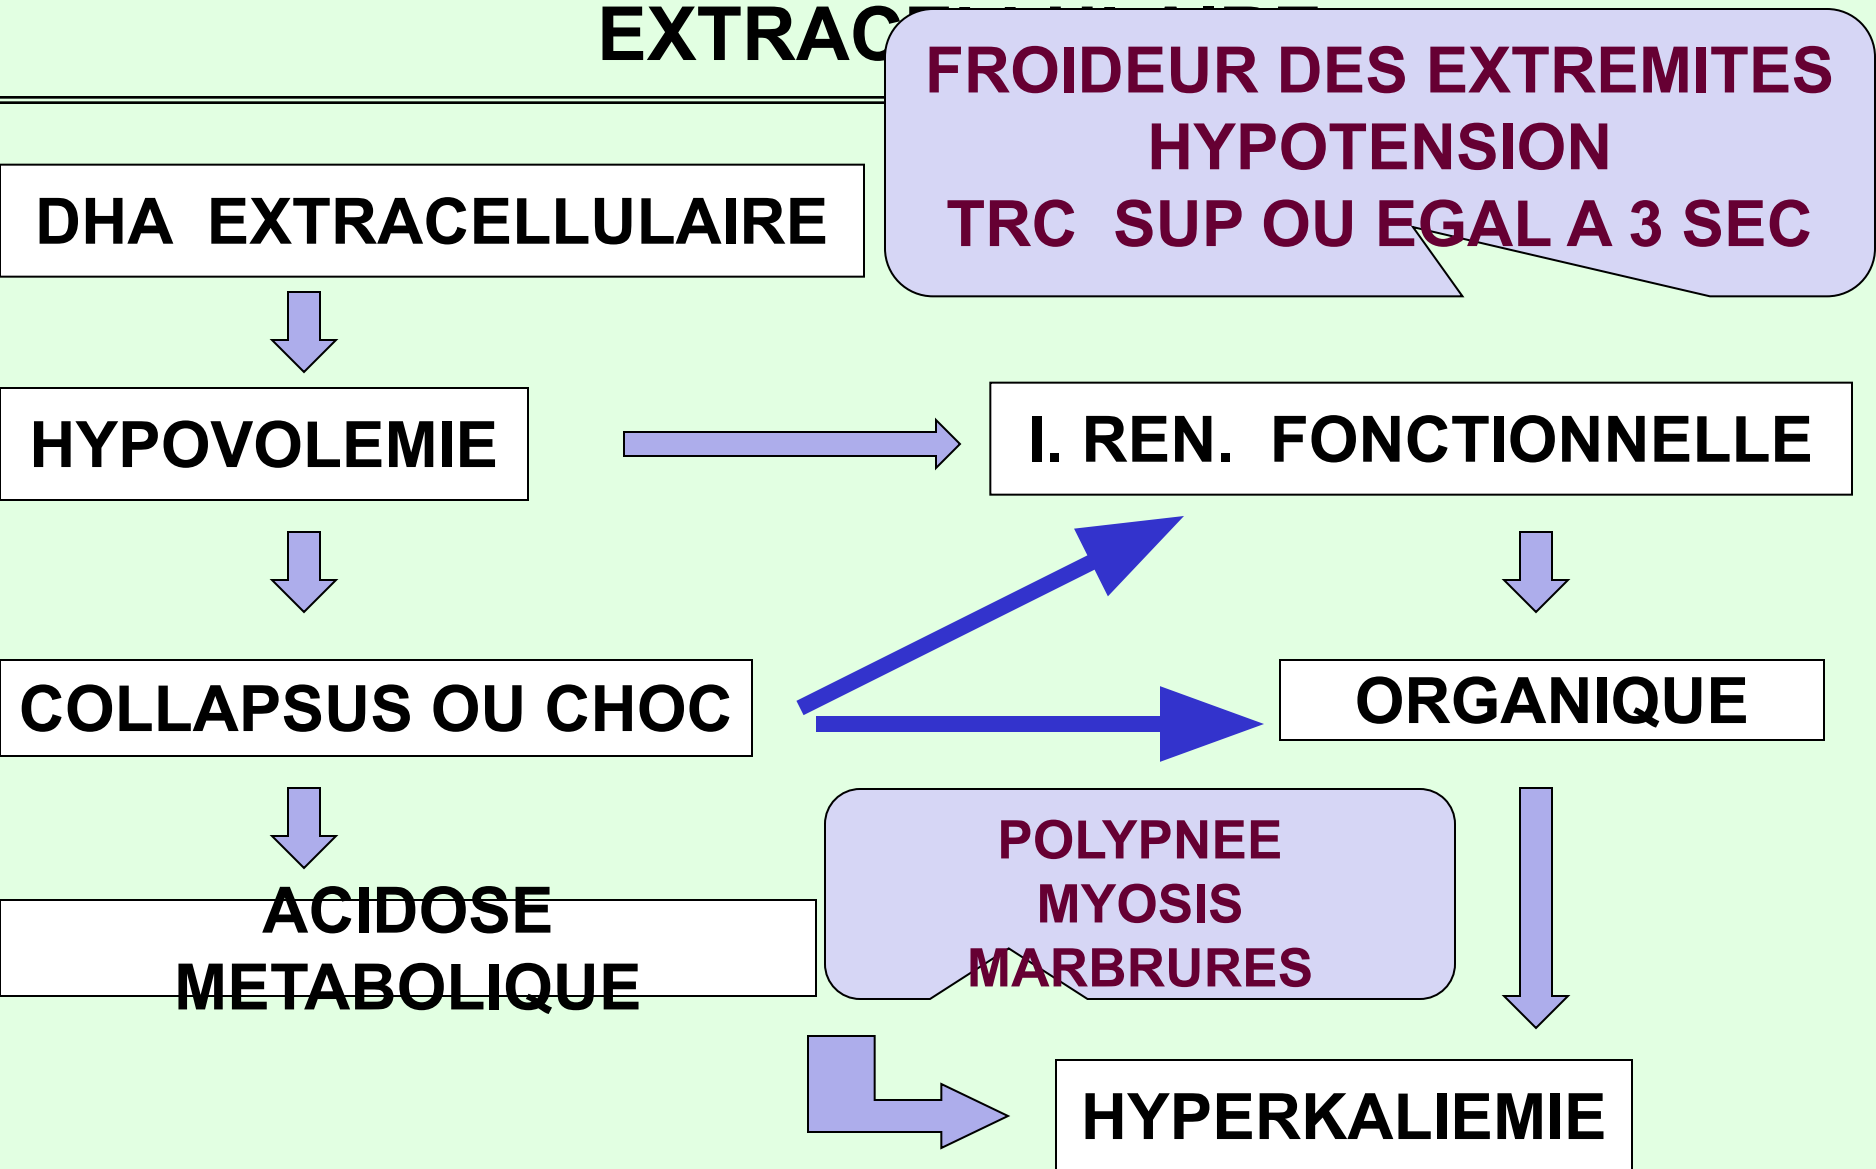 FROIDEUR DES EXTREMITES
HYPOTENSION
TRC SUP OU EGAL A 3 SEC
DHA EXTRACELLULAIRE
HYPOVOLEMIE
I. REN. FONCTIONNELLE
COLLAPSUS OU CHOC
ORGANIQUE
POLYPNEE
MYOSIS
MARBRURES
ACIDOSE
METABOLIQUE
HYPERKALIEMIE